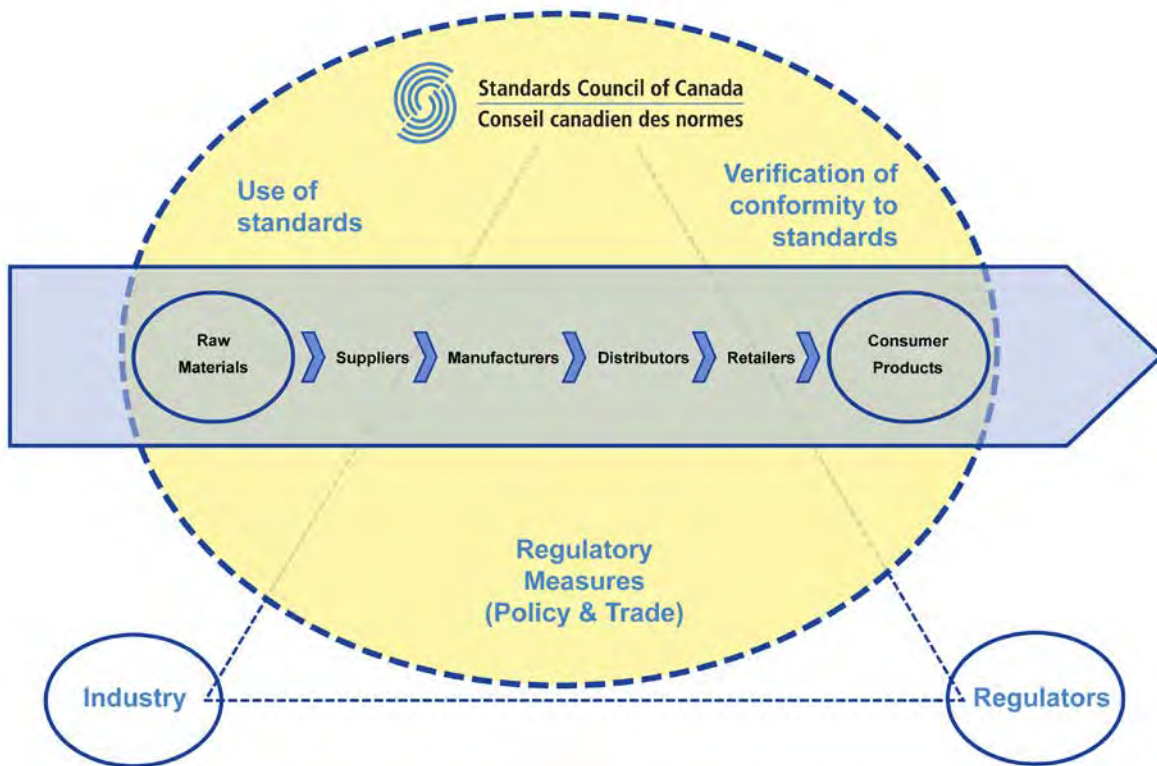 Standards Council of Canada
Conseil canadien des normes
Use of
standards
Verification of
conformity to
standards
Raw
Materials
Suppliers
Manufacturers
Distributors
Retailers
Consumer
Products
Regulatory
Measures
(Policy & Trade)
Industry
Regulators